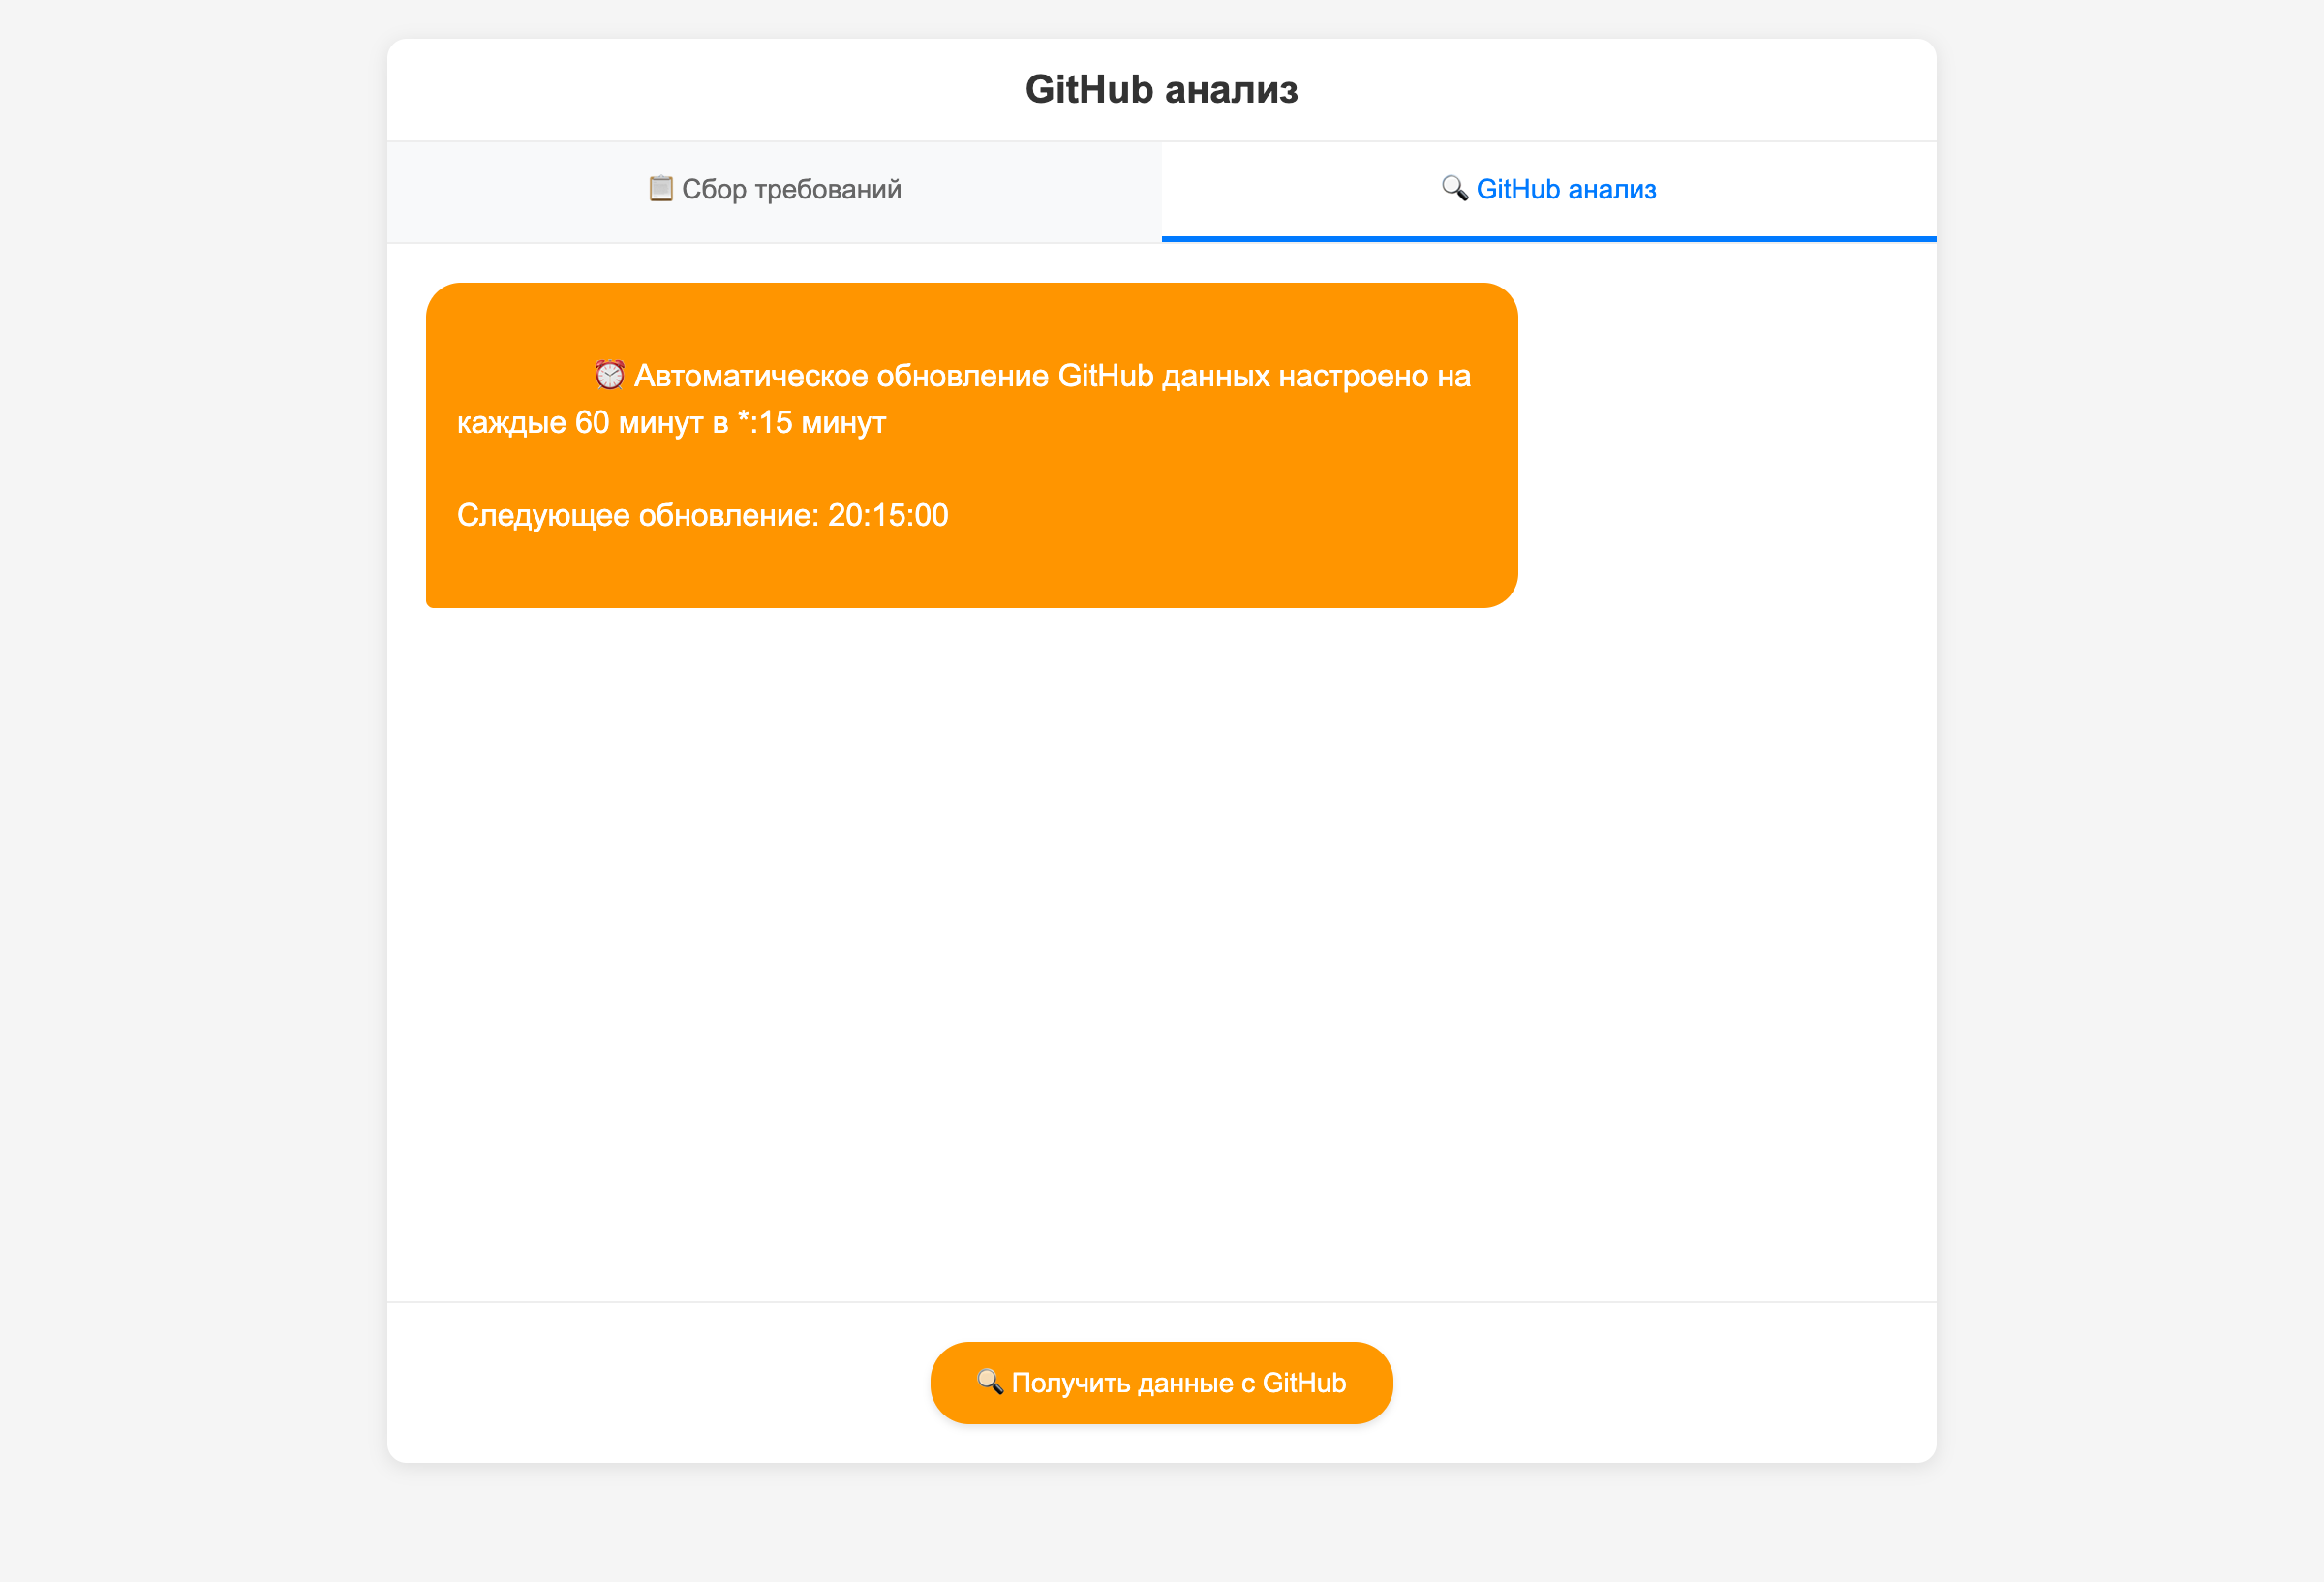 GitHub анализ
📋 Сбор требований
🔍 GitHub анализ
⏰ Автоматическое обновление GitHub данных настроено на
каждые 60 минут в *:15 минут
Следующее обновление: 20:15:00
🔍 Получить данные с GitHub